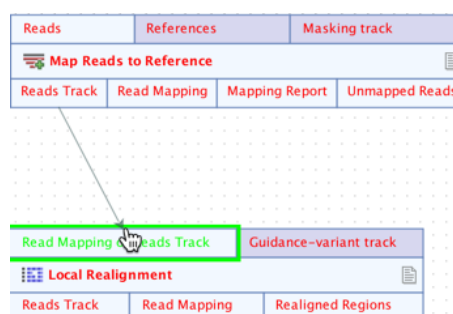 Reads References Masking track
Map Reads to Reference
Reads Track Read Mapping Mapping Report Unmapped Reads
Read Mapping Reads Track Guidance-variant track
Local Realignment
Reads Track Read Mapping Realigned Regions